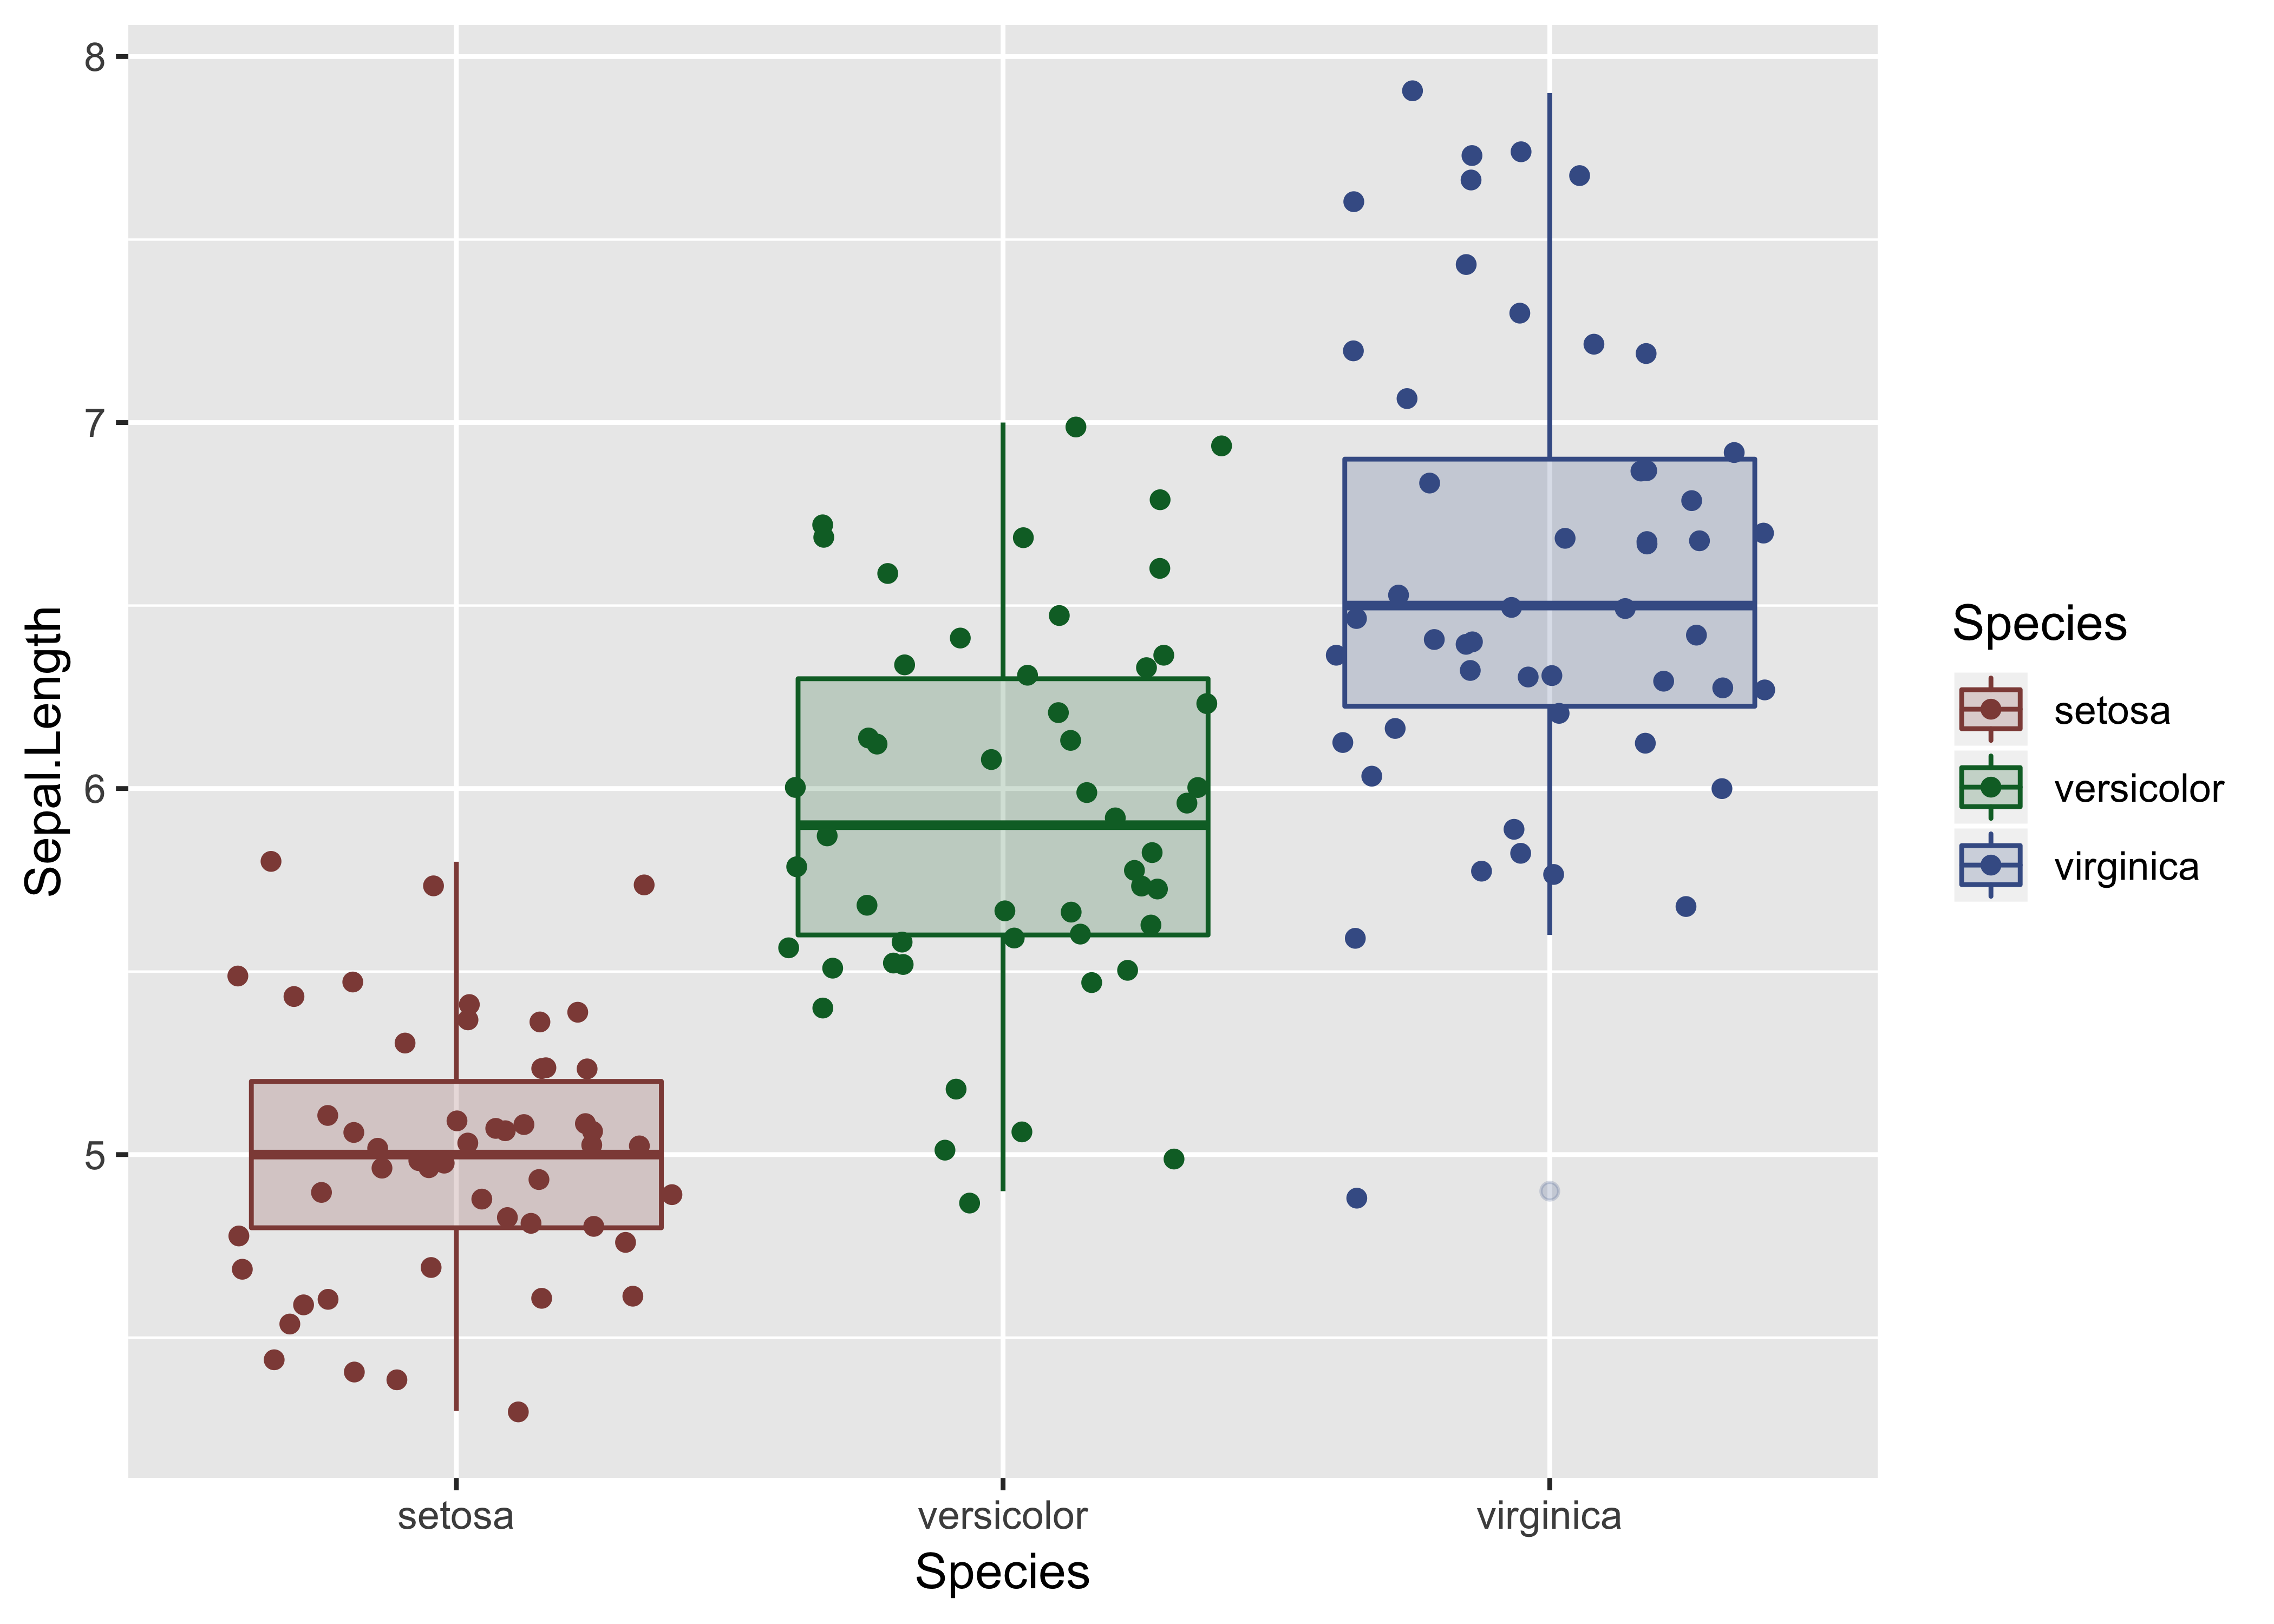 Sepal.Length
8
7
6
5
setosa versicolor virginica
Species
Species
setosa
versicolor
virginica